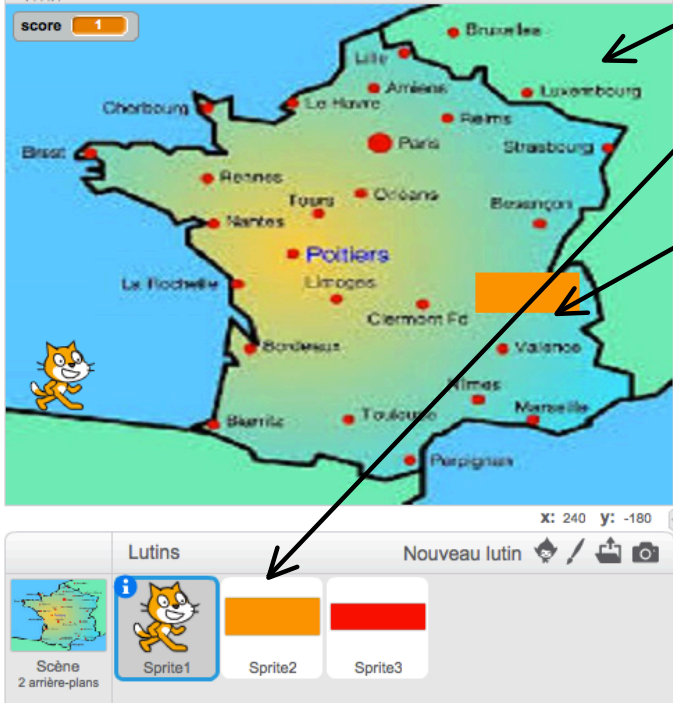 score 1
Bruxelles
Lille
Amiens
Luxembourg
Cherbourg
Le Havre
Reims
Paris
Strasbourg
Brest
Rennes
Orléans
Tours
Besançon
Nantes
Poitiers
La Rochelle
Limoges
Clermont Fd
Bordeaux
Valence
Nîmes
Marseille
Biarritz
Toulouse
Perpignan
x: 240 y: -180
Lutins
Nouveau lutin
Scène
2 arrière-plans
Sprite1
Sprite2
Sprite3